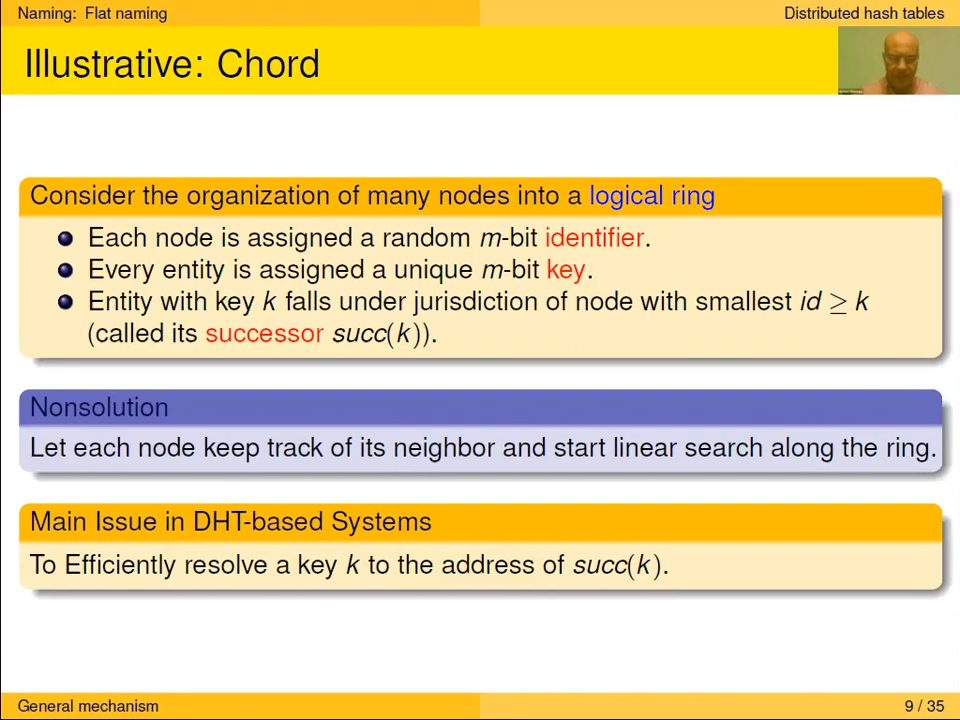 Naming: Flat naming
Distributed hash tables
Illustrative: Chord
Consider the organization of many nodes into a logical ring
Each node is assigned a random m-bit identifier.
Every entity is assigned a unique m-bit key.
Entity with key k falls under jurisdiction of node with smallest id ≥ k
(called its successor succ(k)).
Nonsolution
Let each node keep track of its neighbor and start linear search along the ring.
Main Issue in DHT-based Systems
To Efficiently resolve a key k to the address of succ(k).
General mechanism
9 / 35